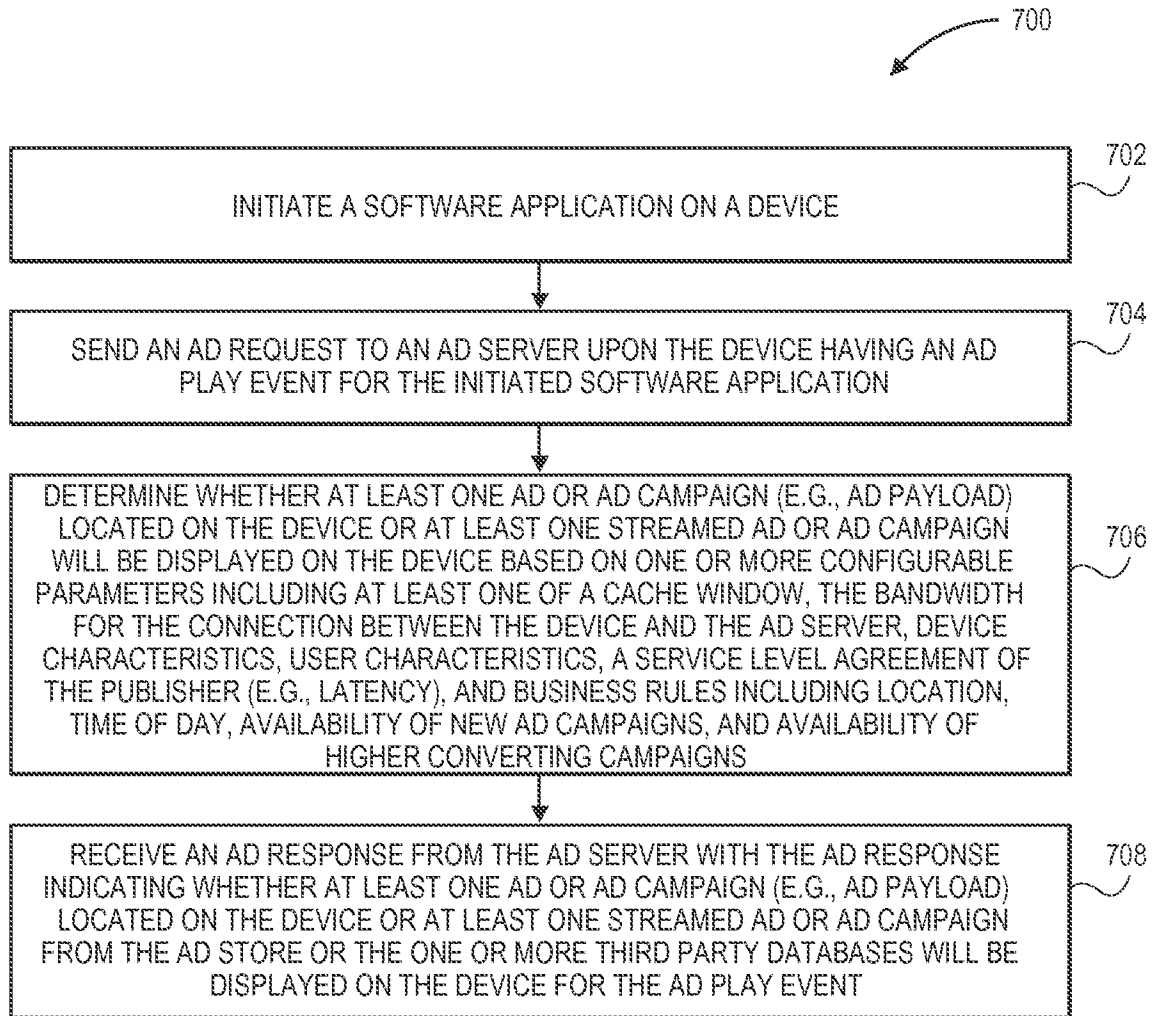 700
702
INITIATE A SOFTWARE APPLICATION ON A DEVICE
704
SEND AN AD REQUEST TO AN AD SERVER UPON THE DEVICE HAVING AN AD
PLAY EVENT FOR THE INITIATED SOFTWARE APPLICATION
706
DETERMINE WHETHER AT LEAST ONE AD OR AD CAMPAIGN (E.G., AD PAYLOAD)
LOCATED ON THE DEVICE OR AT LEAST ONE STREAMED AD OR AD CAMPAIGN
WILL BE DISPLAYED ON THE DEVICE BASED ON ONE OR MORE CONFIGURABLE
PARAMETERS INCLUDING AT LEAST ONE OF A CACHE WINDOW, THE BANDWIDTH
FOR THE CONNECTION BETWEEN THE DEVICE AND THE AD SERVER, DEVICE
CHARACTERISTICS, USER CHARACTERISTICS, A SERVICE LEVEL AGREEMENT OF
THE PUBLISHER (E.G., LATENCY), AND BUSINESS RULES INCLUDING LOCATION,
TIME OF DAY, AVAILABILITY OF NEW AD CAMPAIGNS, AND AVAILABILITY OF
HIGHER CONVERTING CAMPAIGNS
708
RECEIVE AN AD RESPONSE FROM THE AD SERVER WITH THE AD RESPONSE
INDICATING WHETHER AT LEAST ONE AD OR AD CAMPAIGN (E.G., AD PAYLOAD)
LOCATED ON THE DEVICE OR AT LEAST ONE STREAMED AD OR AD CAMPAIGN
FROM THE AD STORE OR THE ONE OR MORE THIRD PARTY DATABASES WILL BE
DISPLAYED ON THE DEVICE FOR THE AD PLAY EVENT